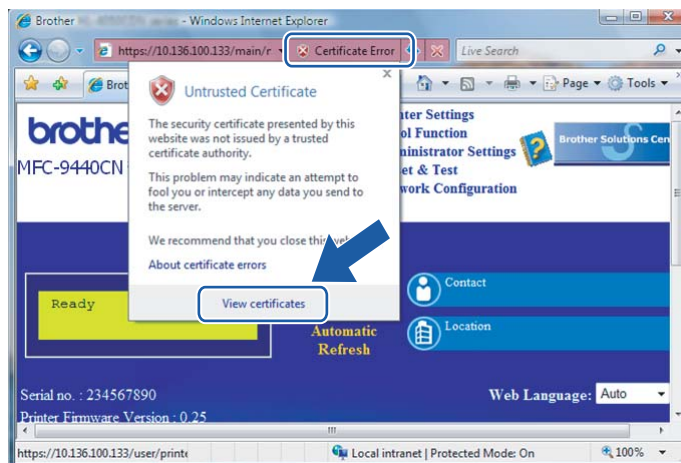 Brother - Windows Internet Explorer
https://10.136.100.133/main/r
Certificate Error
Live Search
Brot
Page
Tools
Untrusted Certificate
The security certificate presented by this
website was not issued by a trusted
certificate authority.
This problem may indicate an attempt to
fool you or intercept any data you send to
the server.
We recommend that you close this
About certificate errors
View certificates
brothe
MFC-9440CN
ter Settings
ol Function
ministrator Settings
et & Test
work Configuration
Brother Solutions Cen
Ready
Automatic
Refresh
Contact
Location
Serial no. : 234567890
Web Language: Auto
Printer Firmware Version : 0.25
https://10.136.100.133/user/printe
Local intranet | Protected Mode: On
100%